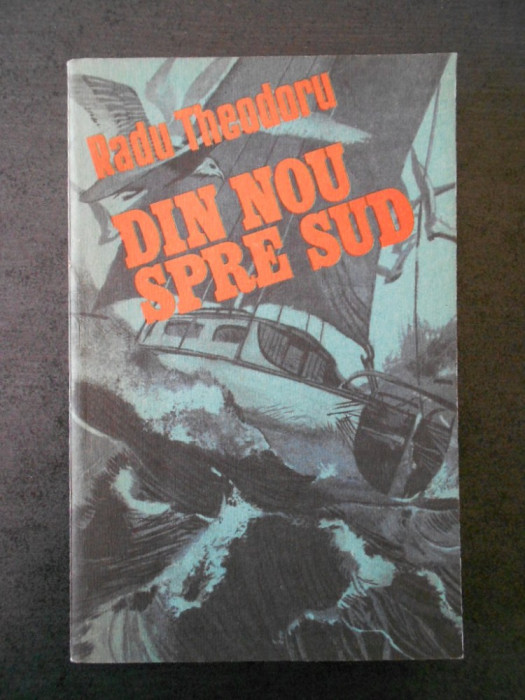 Radu Theodoru
DIN NOU
SPRE SUD